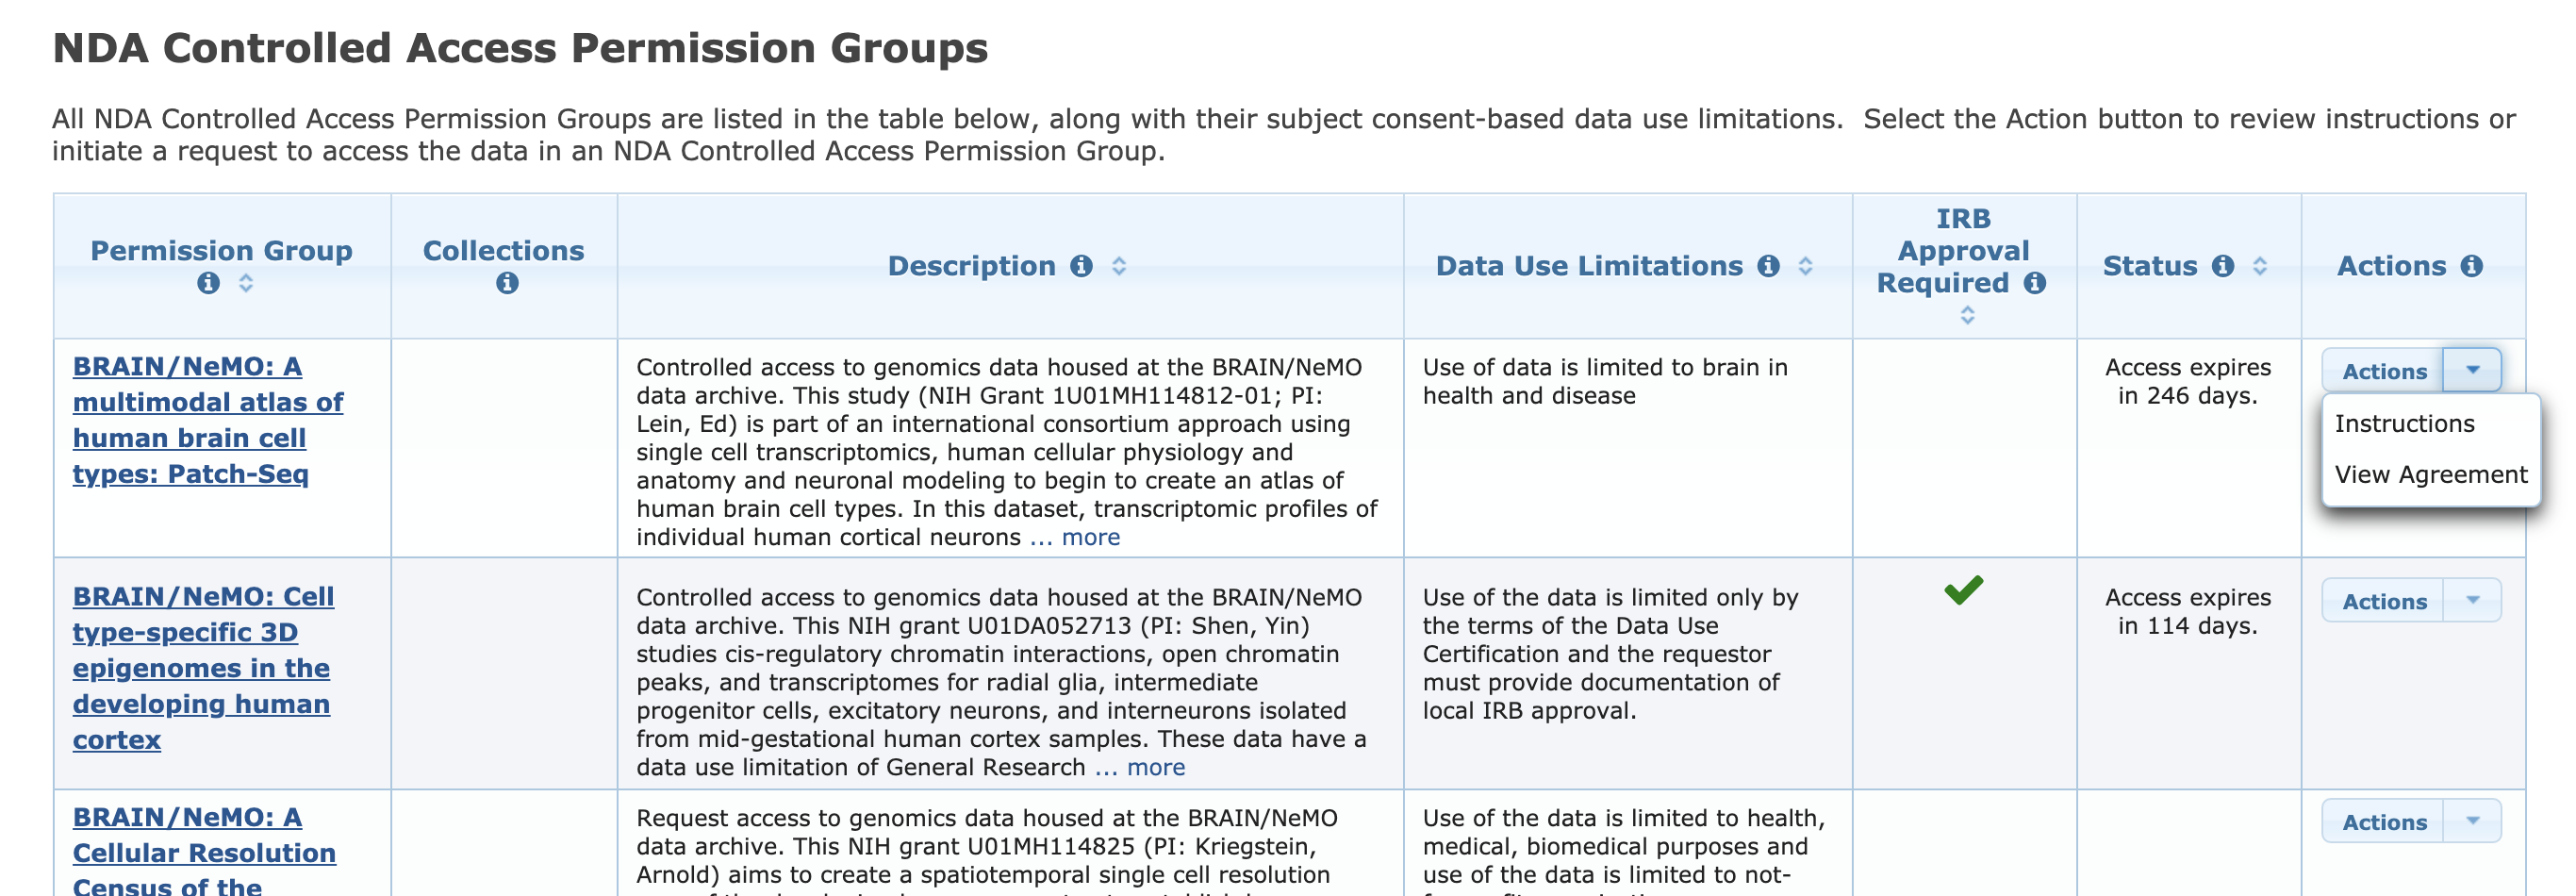 NDA Controlled Access Permission Groups
All NDA Controlled Access Permission Groups are listed in the table below, along with their subject consent-based data use limitations.  Select the Action button to review instructions or
initiate a request to access the data in an NDA Controlled Access Permission Group.
Permission Group
Collections
Description
Data Use Limitations
IRB
Approval
Required
Status
Actions
BRAIN/NeMO: A
multimodal atlas of
human brain cell
types: Patch-Seq
Controlled access to genomics data housed at the BRAIN/NeMO
data archive. This study (NIH Grant 1U01MH114812-01; PI:
Lein, Ed) is part of an international consortium approach using
single cell transcriptomics, human cellular physiology and
anatomy and neuronal modeling to begin to create an atlas of
human brain cell types. In this dataset, transcriptomic profiles of
individual human cortical neurons ... more
Use of data is limited to brain in
health and disease
Access expires
in 246 days.
Actions
Instructions
View Agreement
BRAIN/NeMO: Cell
type-specific 3D
epigenomes in the
developing human
cortex
Controlled access to genomics data housed at the BRAIN/NeMO
data archive. This NIH grant U01DA052713 (PI: Shen, Yin)
studies cis-regulatory chromatin interactions, open chromatin
peaks, and transcriptomes for radial glia, intermediate
progenitor cells, excitatory neurons, and interneurons isolated
from mid-gestational human cortex samples. These data have a
data use limitation of General Research ... more
Use of the data is limited only by
the terms of the Data Use
Certification and the requestor
must provide documentation of
local IRB approval.
Access expires
in 114 days.
Actions
BRAIN/NeMO: A
Cellular Resolution
Census of the
Request access to genomics data housed at the BRAIN/NeMO
data archive. This NIH grant U01MH114825 (PI: Kriegstein,
Arnold) aims to create a spatiotemporal single cell resolution
Use of the data is limited to health,
medical, biomedical purposes and
use of the data is limited to not-
Actions